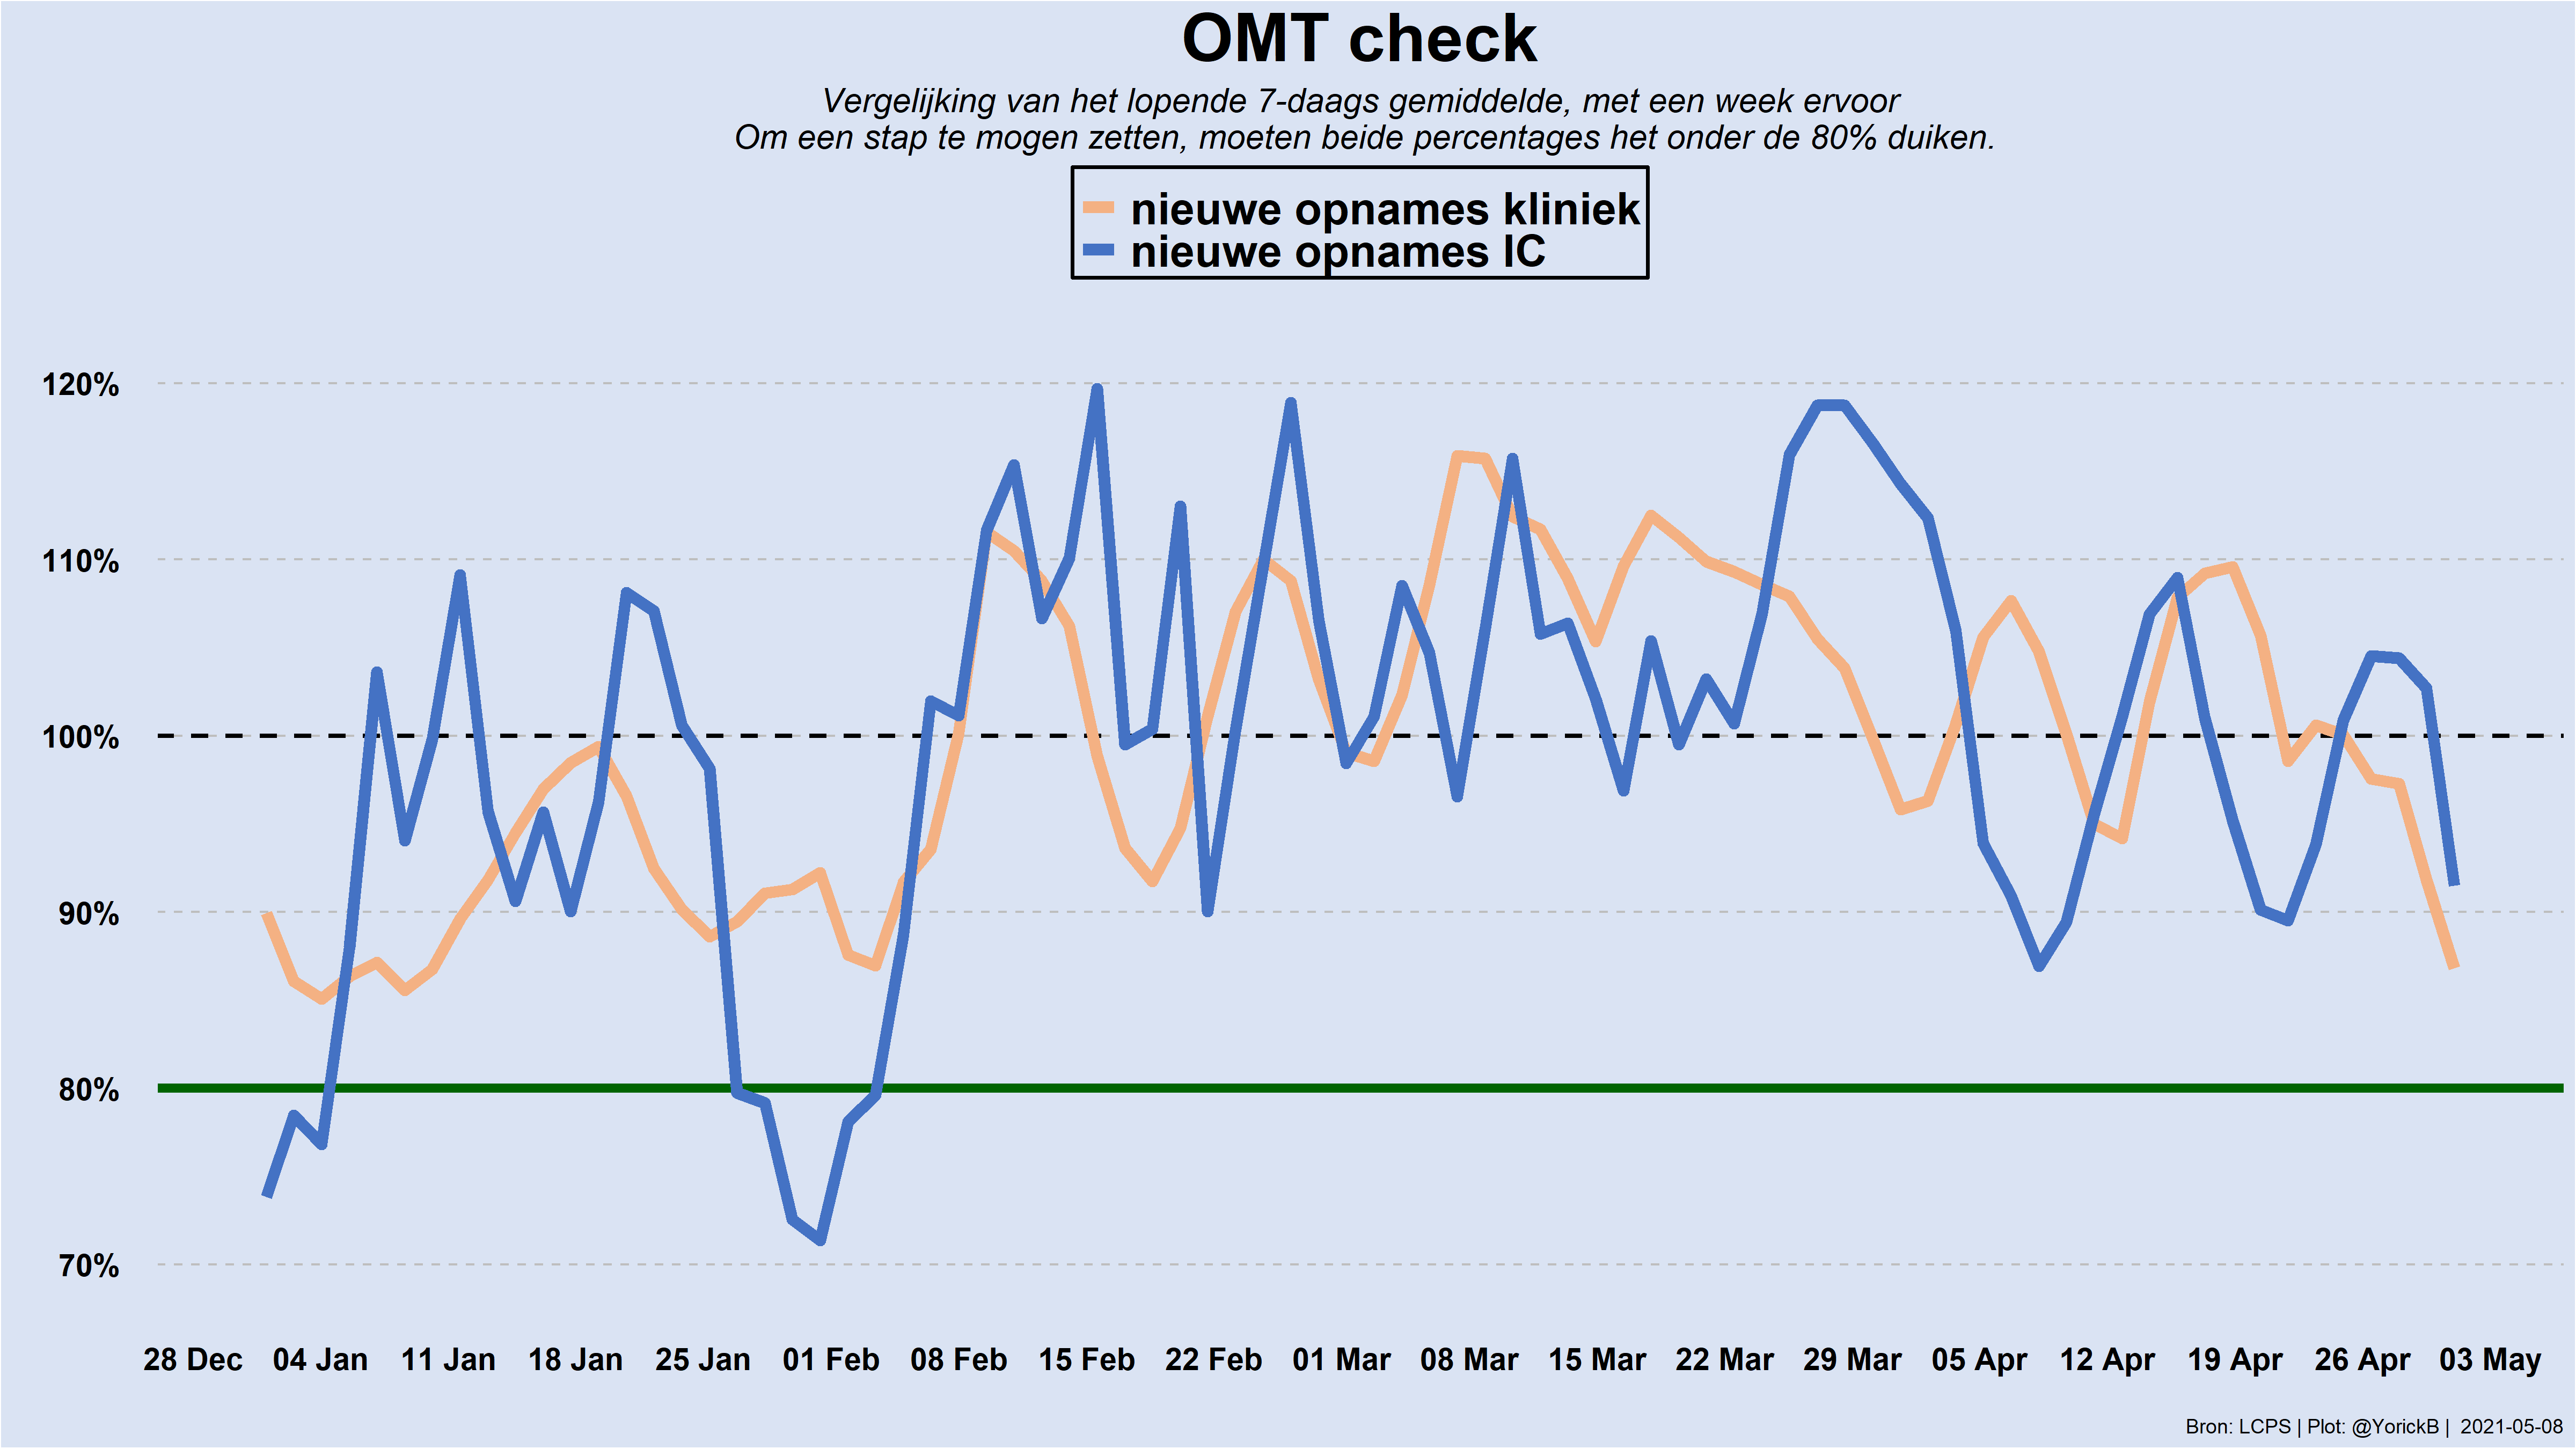 OMT check
Vergelijking van het lopende 7-daags gemiddelde, met een week ervoor
Om een stap te mogen zetten, moeten beide percentages het onder de 80% duiken.
nieuwe opnames kliniek
nieuwe opnames IC
120%
110%
100%
90%
80%
70%
28 Dec 04 Jan 11 Jan 18 Jan 25 Jan 01 Feb 08 Feb 15 Feb 22 Feb 01 Mar 08 Mar 15 Mar 22 Mar 29 Mar 05 Apr 12 Apr 19 Apr 26 Apr 03 May
Bron: LCPS | Plot: @YorickB | 2021-05-08